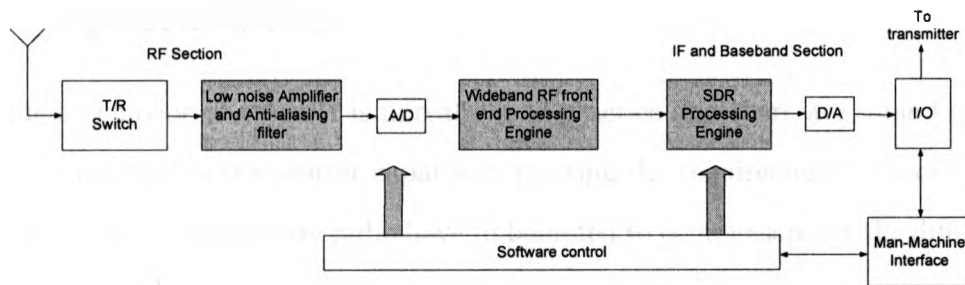 To
transmitter
RF Section
IF and Baseband Section
T/R
Switch
Low noise Amplifier
and Anti-aliasing
filter
A/D
Wideband RF front
end Processing
Engine
SDR
Processing
Engine
D/A
I/O
Software control
Man-Machine
Interface